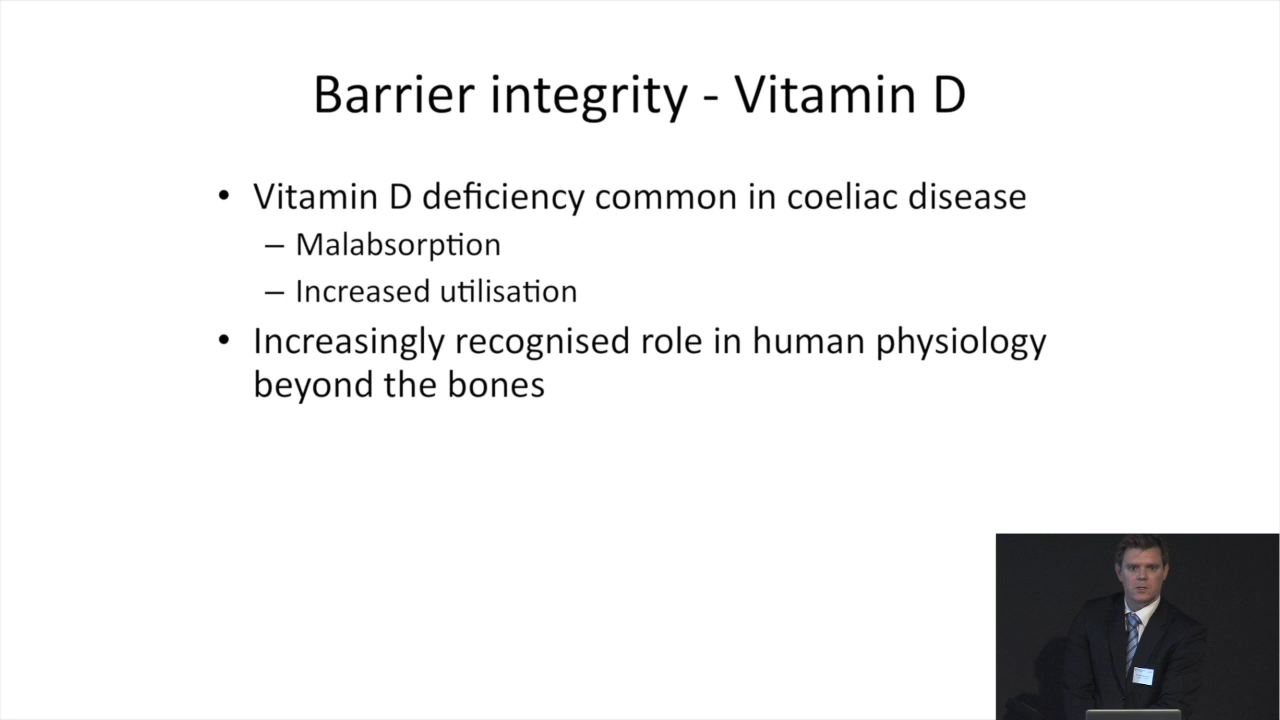 Barrier integrity - Vitamin D
• Vitamin D deficiency common in coeliac disease
– Malabsorption
– Increased utilisation
• Increasingly recognised role in human physiology
beyond the bones